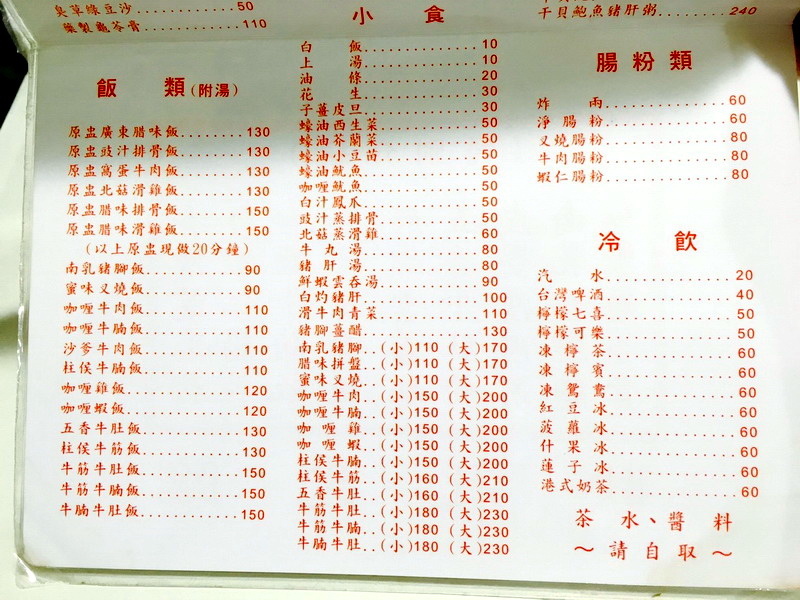 臭草綠豆沙..........50
藥製龜苓骨..........110
飯 類(附湯)
原盅廣東腊味飯........130
原盅豉汁排骨飯........130
原盅窩蛋牛肉飯........130
原盅北菇滑雞飯........130
原盅腊味排骨飯........150
原盅腊味滑雞飯........150
(以上原盅現做20分鐘)
南乳豬腳飯............90
蜜味叉燒飯............90
咖喱牛肉飯............110
咖喱牛腩飯............110
沙爹牛肉飯............110
柱侯牛腩飯............110
咖喱雞飯..............120
咖喱蝦飯..............120
五香牛肚飯............130
柱侯牛筋飯............130
牛筋牛肚飯............150
牛筋牛腩飯............150
牛腩牛肚飯............150
小 食
白 飯..............10
上 湯..............10
油 條..............20
花 生..............30
子薑皮旦..............30
蠔油西生菜............50
蠔油芥蘭菜............50
蠔油小豆苗............50
蠔油魷魚..............50
咖喱魷魚..............50
白汁鳳爪..............50
豉汁蒸排骨............50
北菇蒸滑雞............60
牛 丸 湯..............80
豬 肝 湯..............80
鮮蝦雲吞湯............90
白灼豬肝..............100
滑牛肉青菜............110
豬腳薑醋..............130
南乳豬腳..(小)110 (大)170
腊味拼盤..(小)110 (大)170
蜜味叉燒..(小)110 (大)170
咖喱牛肉..(小)150 (大)200
咖喱牛腩..(小)150 (大)200
咖 喱 雞..(小)150 (大)200
咖 喱 蝦..(小)150 (大)200
柱侯牛腩..(小)150 (大)200
柱侯牛筋..(小)160 (大)210
五香牛肚..(小)160 (大)210
牛筋牛肚..(小)180 (大)230
牛筋牛腩..(小)180 (大)230
牛腩牛肚..(小)180 (大)230
干貝鮑魚豬肝粥........240
腸粉類
炸 兩..............60
淨 腸 粉..............60
叉燒腸粉..............80
牛肉腸粉..............80
蝦仁腸粉..............80
冷 飲
汽 水..............20
台灣啤酒..............40
檸檬七喜..............50
檸檬可樂..............50
凍 檸 茶..............60
凍 檸 賓..............60
凍 鴛 鴦..............60
紅 豆 冰..............60
菠 蘿 冰..............60
什 果 冰..............60
蓮 子 冰..............60
港式奶茶..............60
茶 水、醬 料
~ 請 自 取 ~